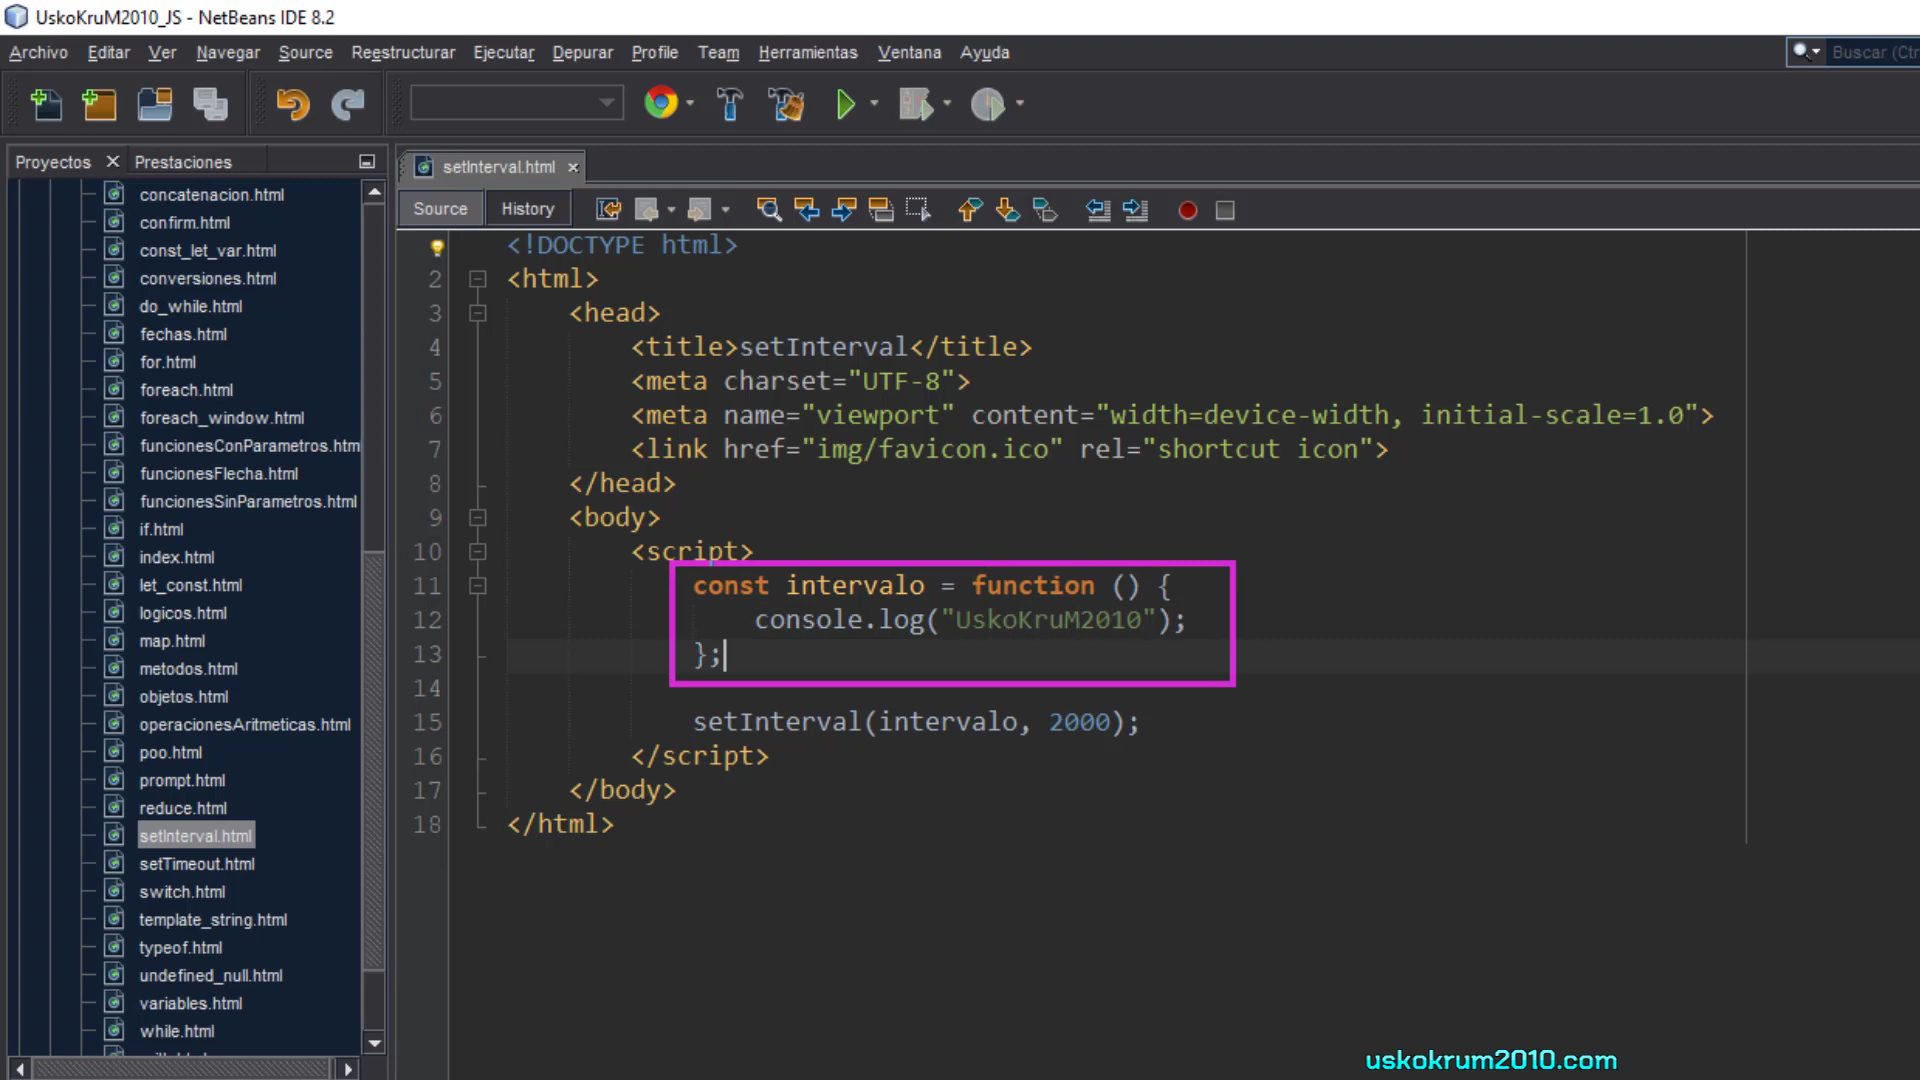 UskoKruM2010_JS - NetBeans IDE 8.2
Archivo Editar Ver Navegar Source Reestructurar Ejecutar Depurar Profile Team Herramientas Ventana Ayuda
Buscar (Ctr
Proyectos Prestaciones
setInterval.html
Source History
concatenacion.html
confirm.html
const_let_var.html
conversiones.html
do_while.html
fechas.html
for.html
foreach.html
foreach_window.html
funcionesConParametros.htm
funcionesFlecha.html
funcionesSinParametros.html
if.html
index.html
let_const.html
logicos.html
map.html
metodos.html
objetos.html
operacionesAritmeticas.html
poo.html
prompt.html
reduce.html
setInterval.html
setTimeout.html
switch.html
template_string.html
typeof.html
undefined_null.html
variables.html
while.html
<!DOCTYPE html>
2 <html>
3 <head>
4 <title>setInterval</title>
5 <meta charset="UTF-8">
6 <meta name="viewport" content="width=device-width, initial-scale=1.0">
7 <link href="img/favicon.ico" rel="shortcut icon">
8 </head>
9 <body>
10 <script>
11 const intervalo = function () {
12 console.log("UskoKruM2010");
13 };
14
15 setInterval(intervalo, 2000);
16 </script>
17 </body>
18 </html>
uskokrum2010.com